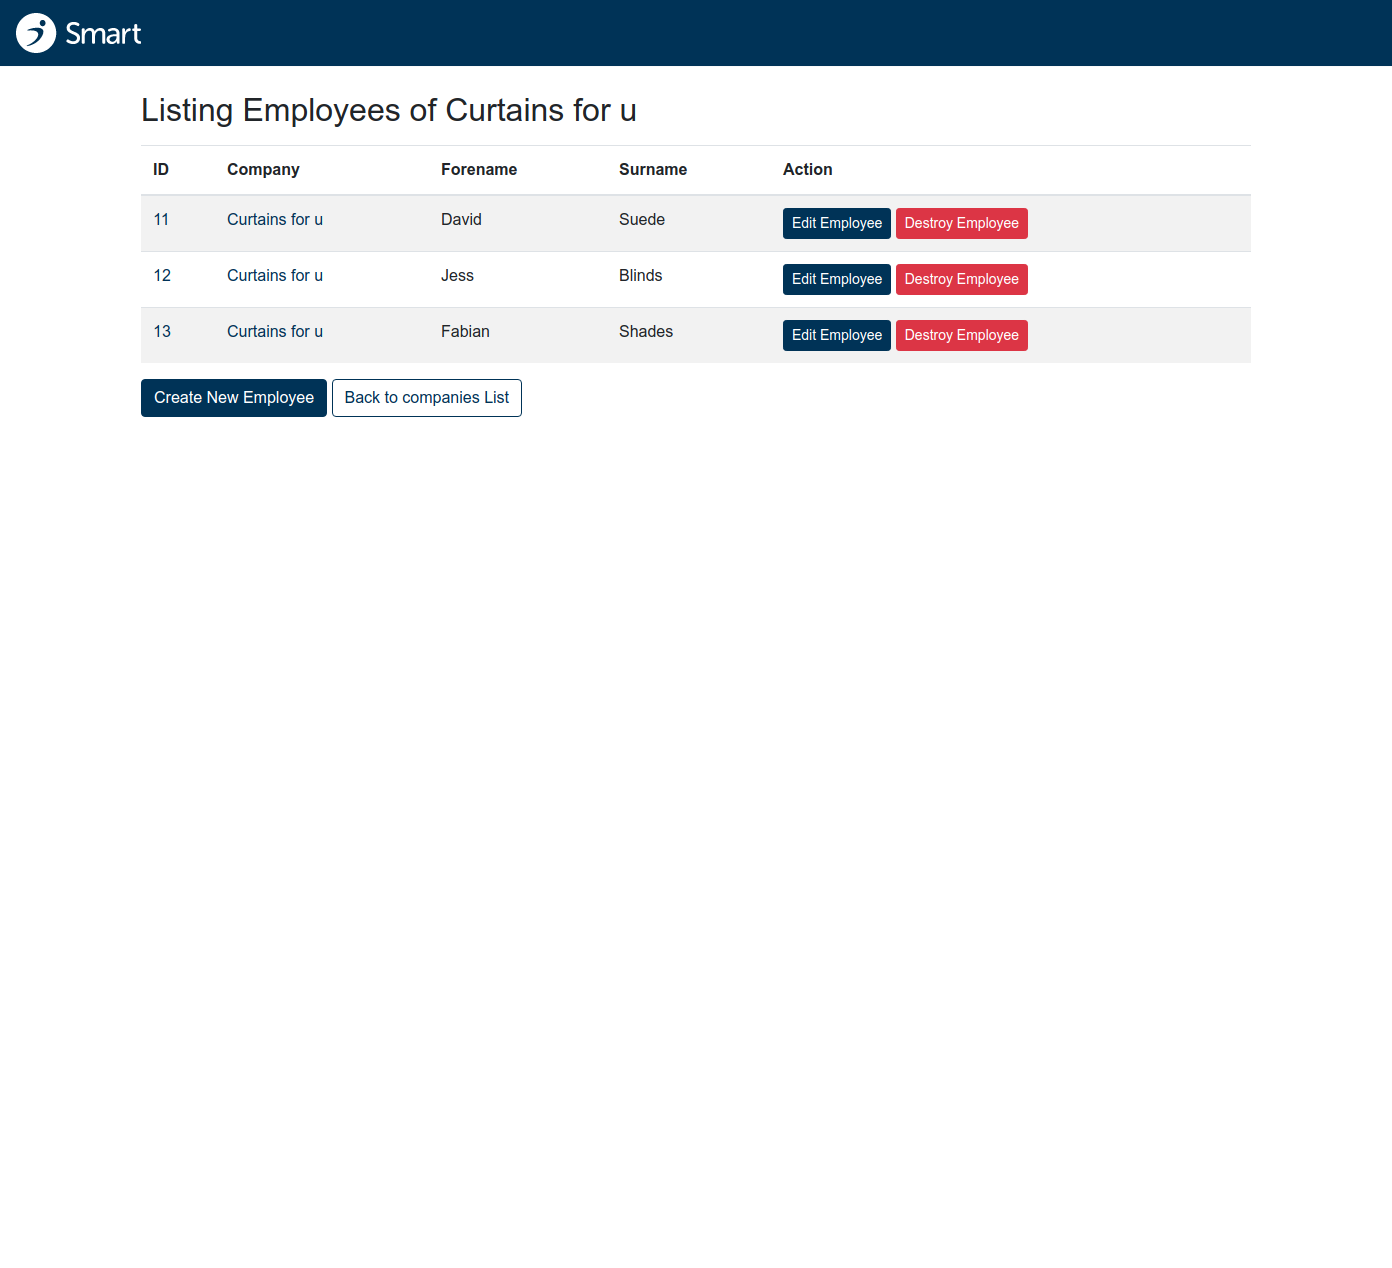 Smart
Listing Employees of Curtains for u
ID Company Forename Surname Action
11 Curtains for u David Suede Edit Employee Destroy Employee
12 Curtains for u Jess Blinds Edit Employee Destroy Employee
13 Curtains for u Fabian Shades Edit Employee Destroy Employee
Create New Employee Back to companies List